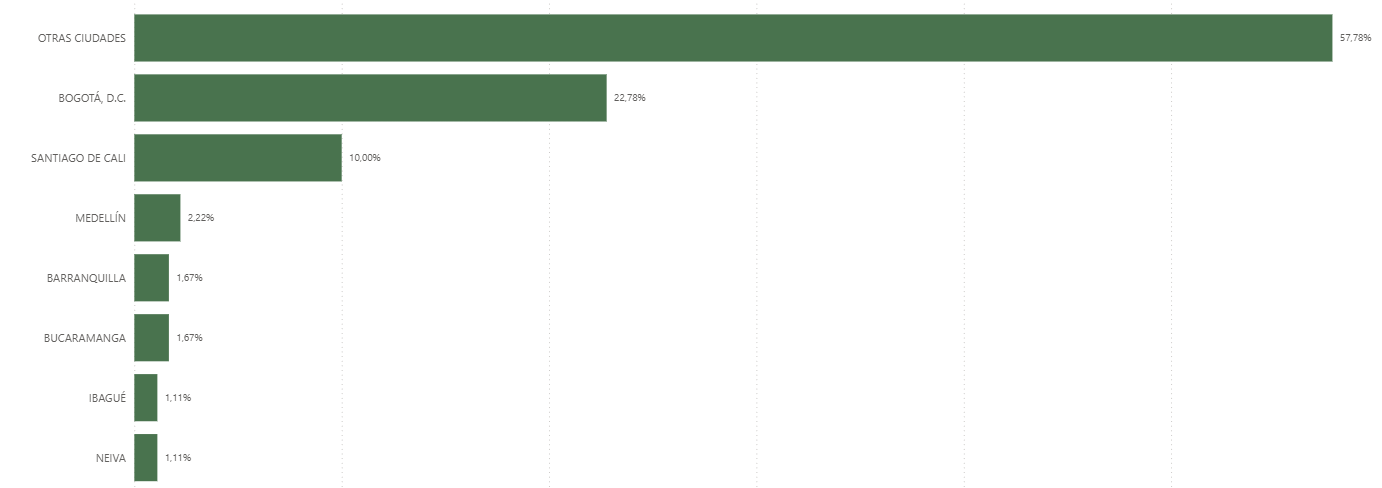 OTRAS CIUDADES 57,78%
BOGOTÁ, D.C. 22,78%
SANTIAGO DE CALI 10,00%
MEDELLÍN 2,22%
BARRANQUILLA 1,67%
BUCARAMANGA 1,67%
IBAGUÉ 1,11%
NEIVA 1,11%